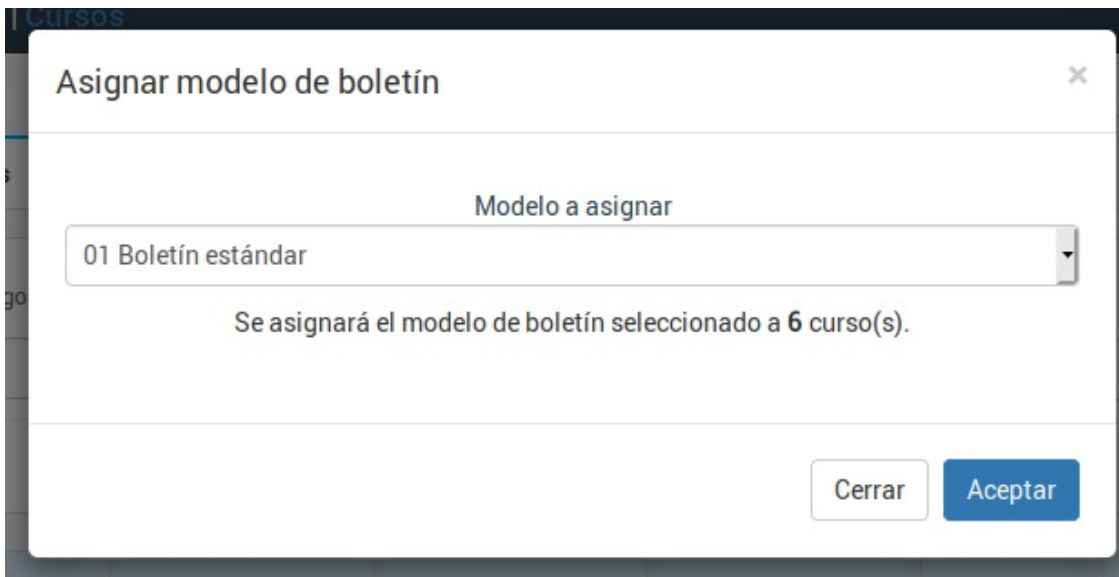 | Cursos
Asignar modelo de boletín
×
Modelo a asignar
01 Boletín estándar
Se asignará el modelo de boletín seleccionado a 6 curso(s).
Cerrar
Aceptar